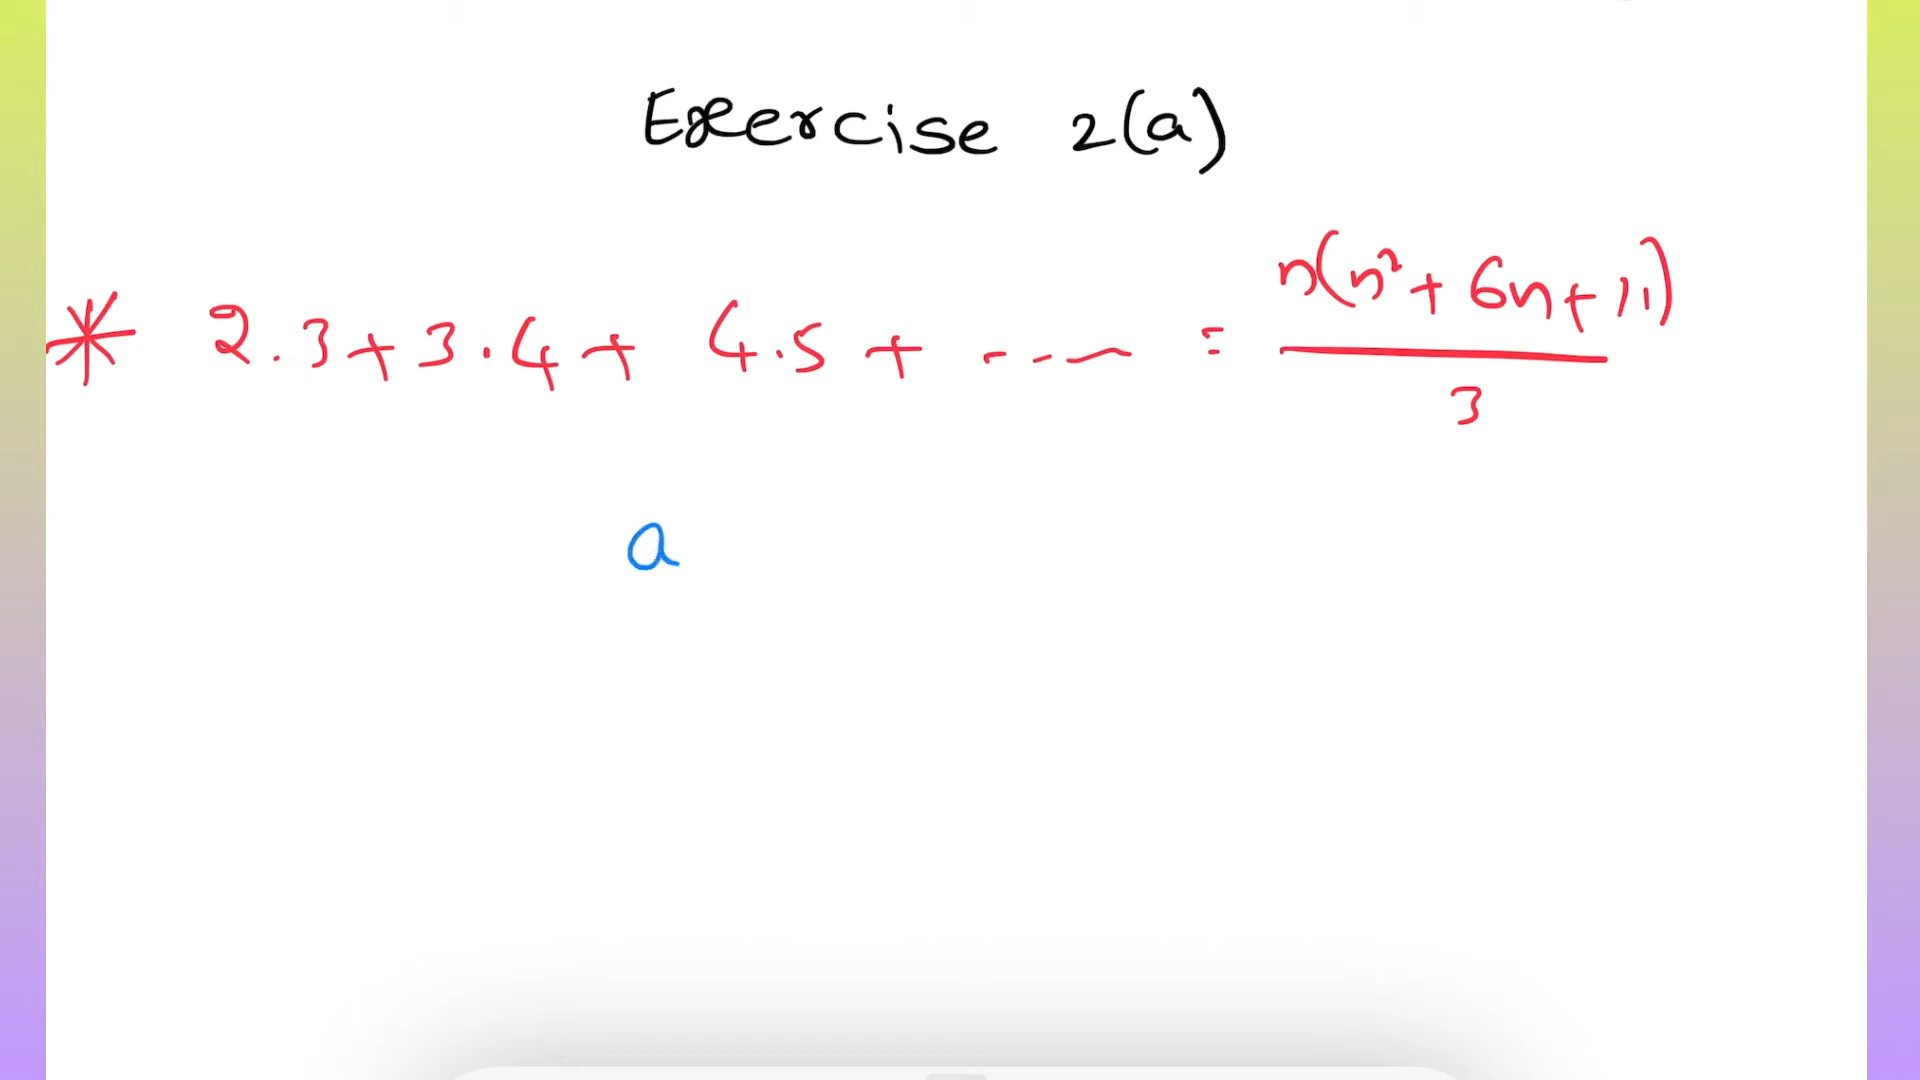 Exercise 2(a)
* 2.3+3.4+ 4.5 + ---- = n(n²+6n+11)/3
a